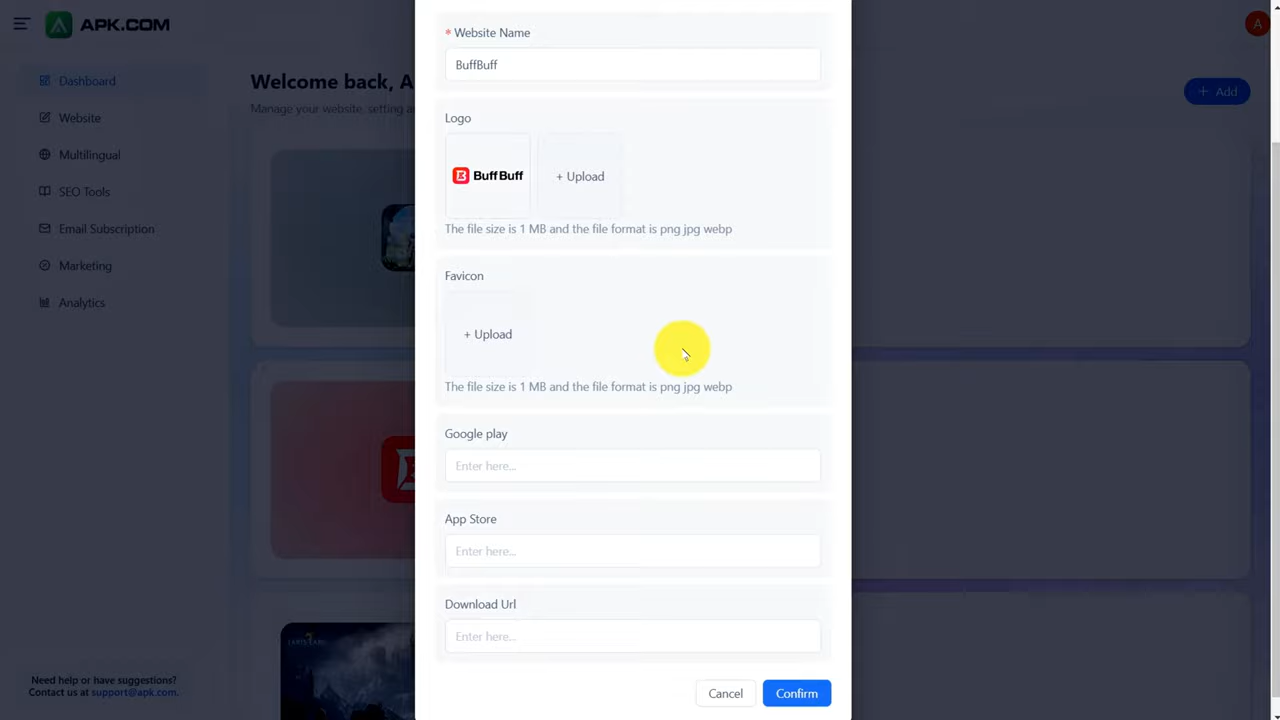 APK.COM
A
Dashboard
Website
Multilingual
SEO Tools
Email Subscription
Marketing
Analytics
Need help or have suggestions?
Contact us at support@apk.com.
Welcome back, A
Manage your website, setting
+ Add
* Website Name
BuffBuff
Logo
BuffBuff
+ Upload
The file size is 1 MB and the file format is png jpg webp
Favicon
+ Upload
The file size is 1 MB and the file format is png jpg webp
Google play
Enter here...
App Store
Enter here...
Download Url
Enter here...
Cancel
Confirm